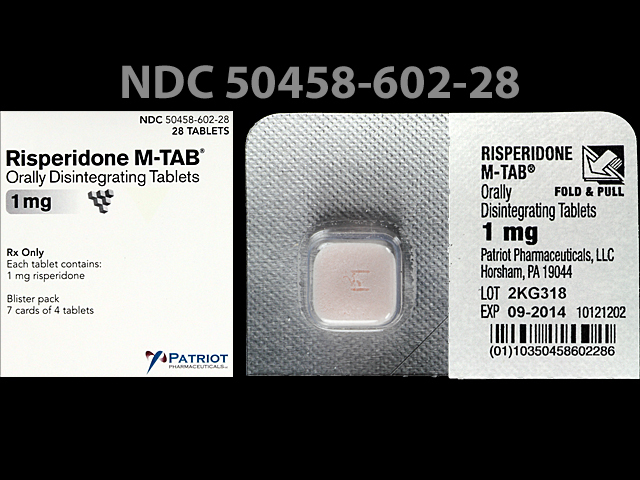 NDC 50458-602-28
NDC 50458-602-28
28 TABLETS
Risperidone M-TAB®
Orally Disintegrating Tablets
1 mg
Rx Only
Each tablet contains:
1 mg risperidone
Blister pack
7 cards of 4 tablets
PATRIOT
PHARMACEUTICALS
RISPERIDONE
M-TAB®
Orally
FOLD & PULL
Disintegrating Tablets
1 mg
Patriot Pharmaceuticals, LLC
Horsham, PA 19044
LOT 2KG318
EXP 09-2014 10121202
(01)10350458602286